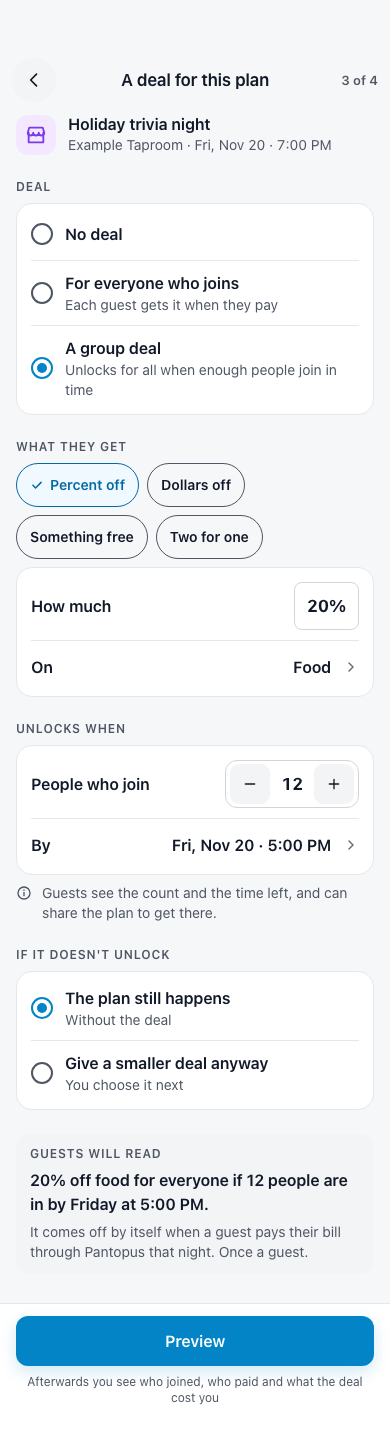 A deal for this plan
3 of 4
Holiday trivia night
Example Taproom · Fri, Nov 20 · 7:00 PM
DEAL
No deal
For everyone who joins
Each guest gets it when they pay
A group deal
Unlocks for all when enough people join in
time
WHAT THEY GET
Percent off
Dollars off
Something free
Two for one
How much
20%
On
Food
UNLOCKS WHEN
People who join
− 12 +
By
Fri, Nov 20 · 5:00 PM
Guests see the count and the time left, and can
share the plan to get there.
IF IT DOESN'T UNLOCK
The plan still happens
Without the deal
Give a smaller deal anyway
You choose it next
GUESTS WILL READ
20% off food for everyone if 12 people are
in by Friday at 5:00 PM.
It comes off by itself when a guest pays their bill
through Pantopus that night. Once a guest.
Preview
Afterwards you see who joined, who paid and what the deal
cost you